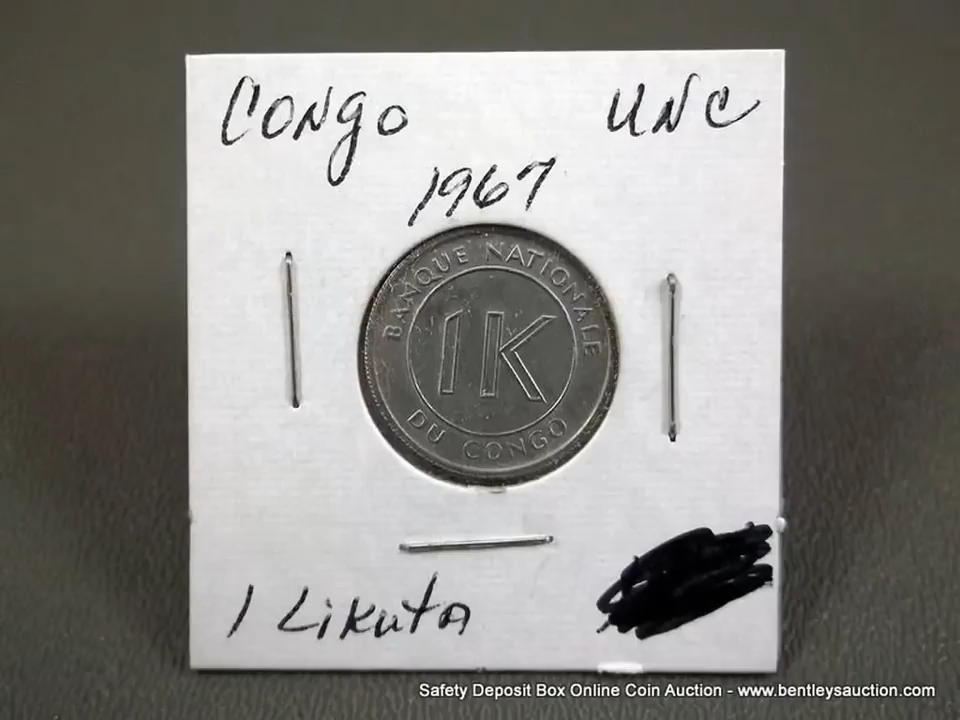 Congo UNC
1967
BANQUE NATIONALE
1K
DU CONGO
1 Likuta
Safety Deposit Box Online Coin Auction - www.bentleysauction.com